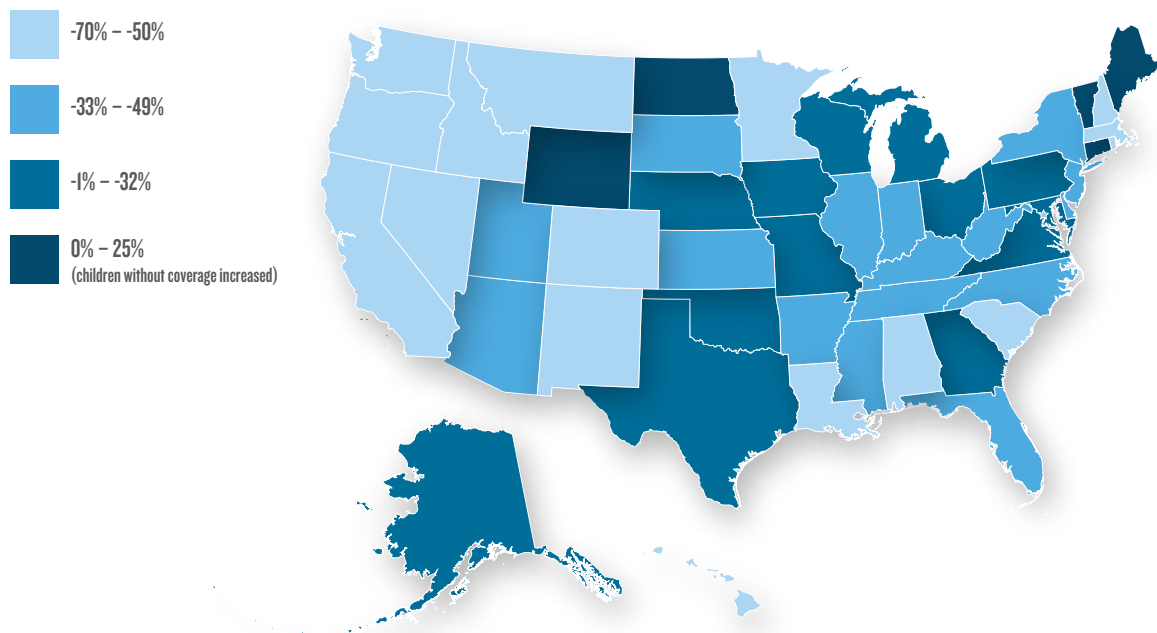 -70% – -50%
-33% – -49%
-1% – -32%
0% – 25%
(children without coverage increased)